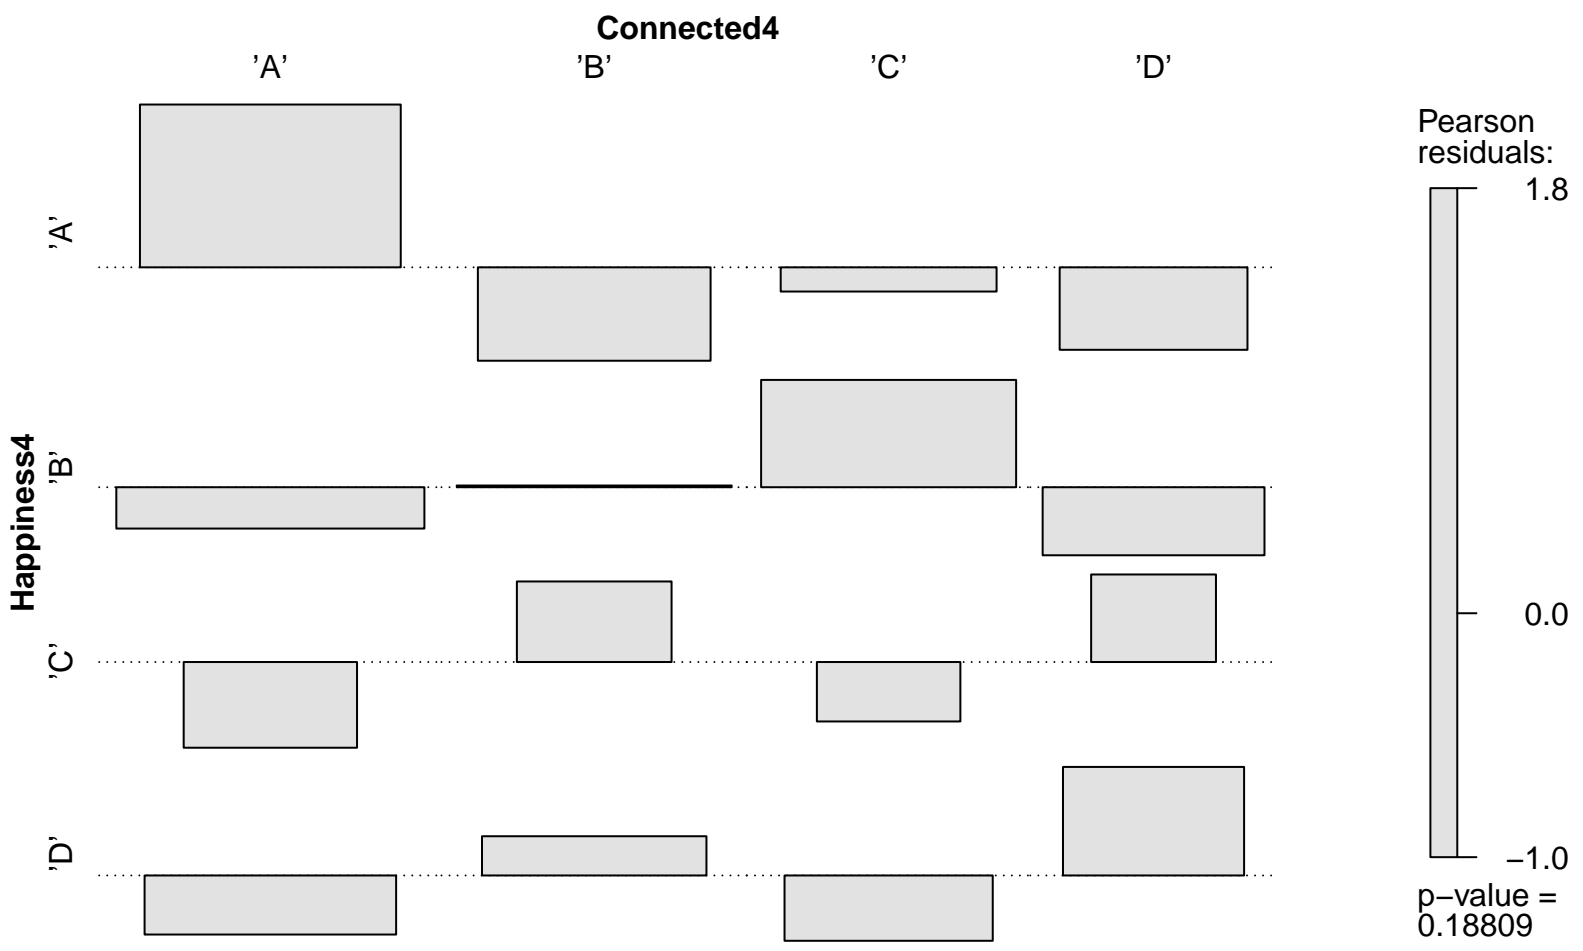 Connected4
’A’ ’B’ ’C’ ’D’
Happiness4
’A’
’B’
’C’
’D’
Pearson
residuals:
1.8
0.0
−1.0
p−value =
0.18809